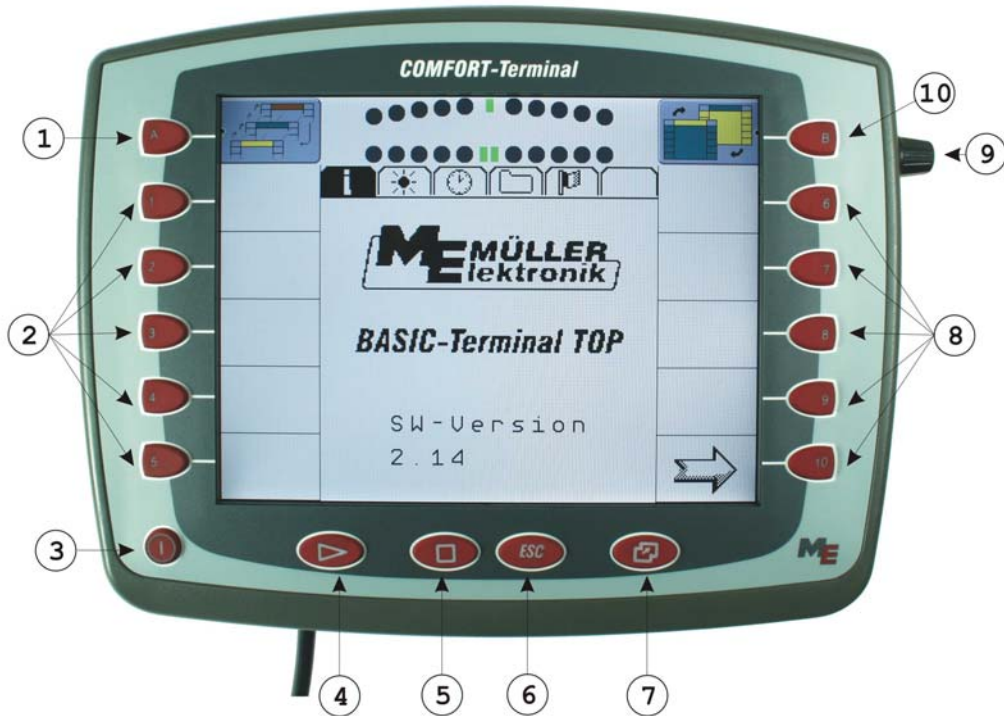 COMFORT-Terminal
10
1
A
B
9
i
1
6
MÜLLER
Elektronik
2
7
2
3
BASIC-Terminal TOP
8
8
4
9
SW-Version
2.14
5
10
3
I
ESC
ME
4
5
6
7